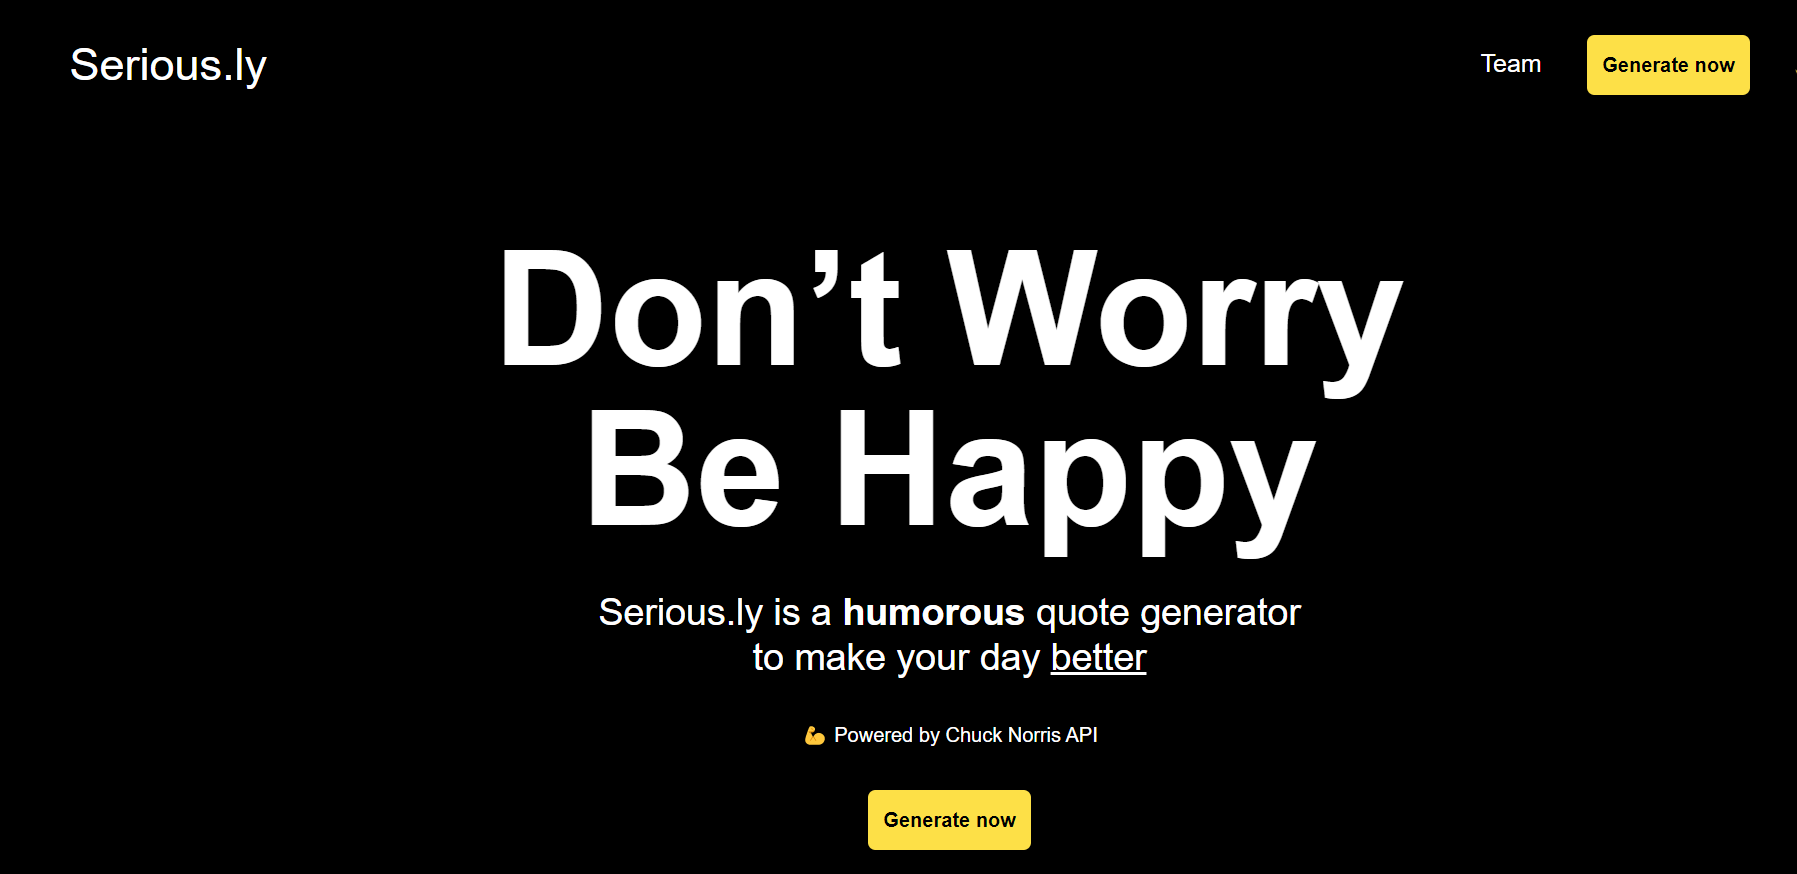 Serious.ly
Team
Generate now
Don’t Worry
Be Happy
Serious.ly is a humorous quote generator
to make your day better
💪 Powered by Chuck Norris API
Generate now